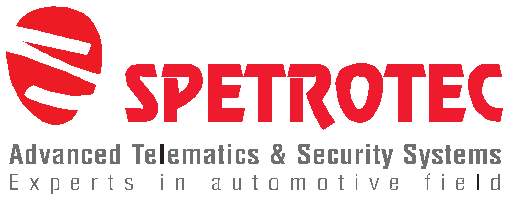 SPETROTEC
Advanced Telematics & Security Systems
Experts in automotive field